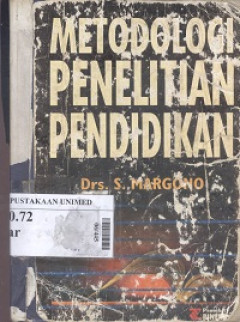 METODOLOGI
PENELITIAN
PENDIDIKAN
Drs. S. MARGONO
PUSTAKAAN UNIMED
0.72
ar